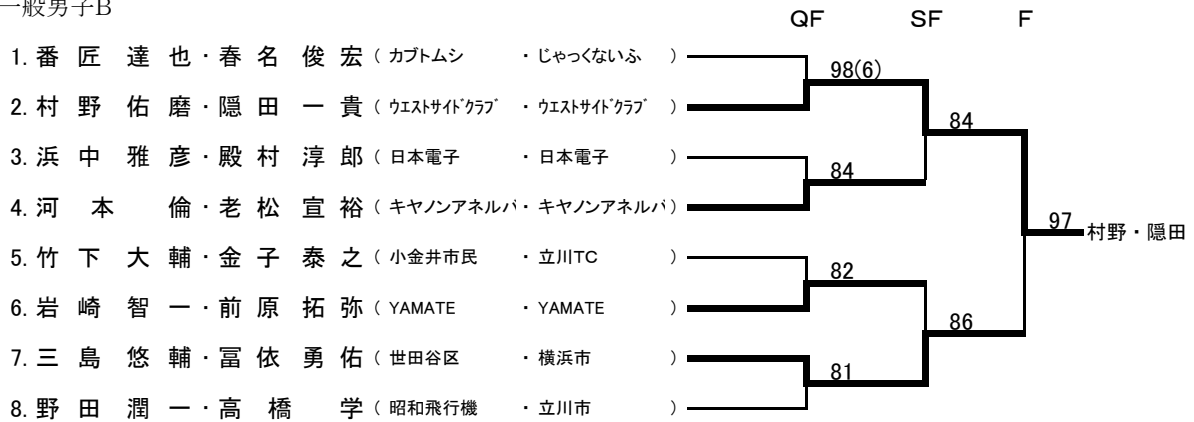 一般男子B
QF SF F
1. 番匠達也・春名俊宏 ( カブトムシ ・じゃっくないふ )
98(6)
2. 村野佑磨・隠田一貴 ( ウエストサイドクラブ ・ウエストサイドクラブ )
84
3. 浜中雅彦・殿村淳郎 ( 日本電子 ・日本電子 )
84
4. 河本 倫・老松宣裕 ( キヤノンアネルバ・キヤノンアネルバ )
97 村野・隠田
5. 竹下大輔・金子泰之 ( 小金井市民 ・立川TC )
82
6. 岩崎智一・前原拓弥 ( YAMATE ・YAMATE )
86
7. 三島悠輔・冨依勇佑 ( 世田谷区 ・横浜市 )
81
8. 野田潤一・高橋 学 ( 昭和飛行機 ・立川市 )